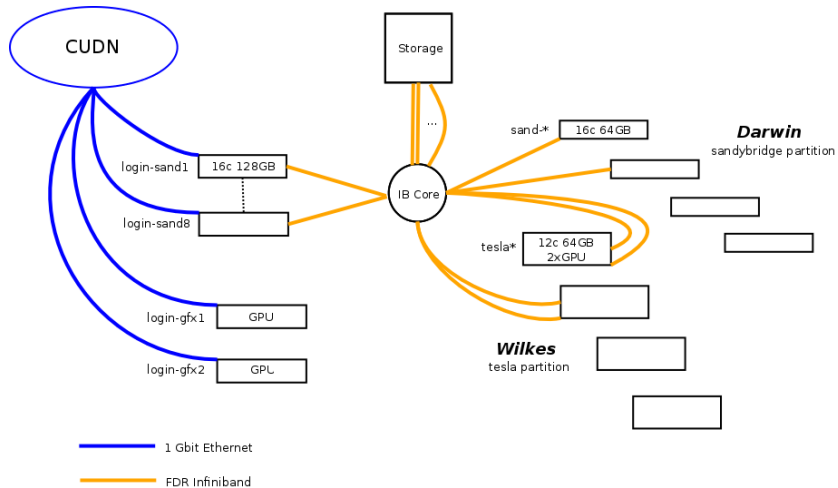 CUDN
Storage
...
sand-*
16c 64GB
Darwin
sandybridge partition
login-sand1
16c 128GB
IB Core
login-sand8
tesla*
12c 64GB
2xGPU
login-gfx1
GPU
Wilkes
tesla partition
login-gfx2
GPU
1 Gbit Ethernet
FDR Infiniband